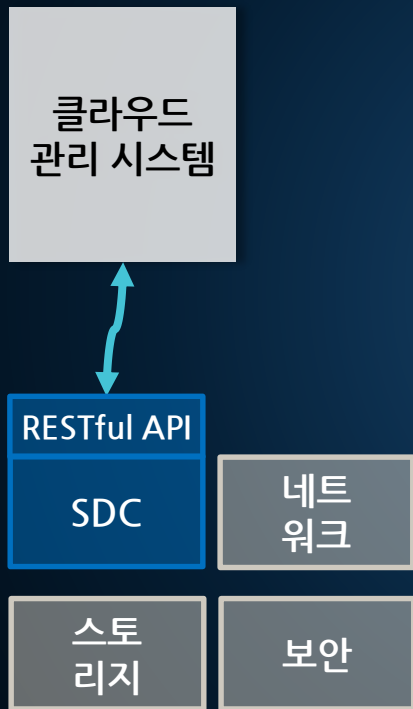 클라우드
관리 시스템
RESTful API
SDC
네트
워크
스토
리지
보안